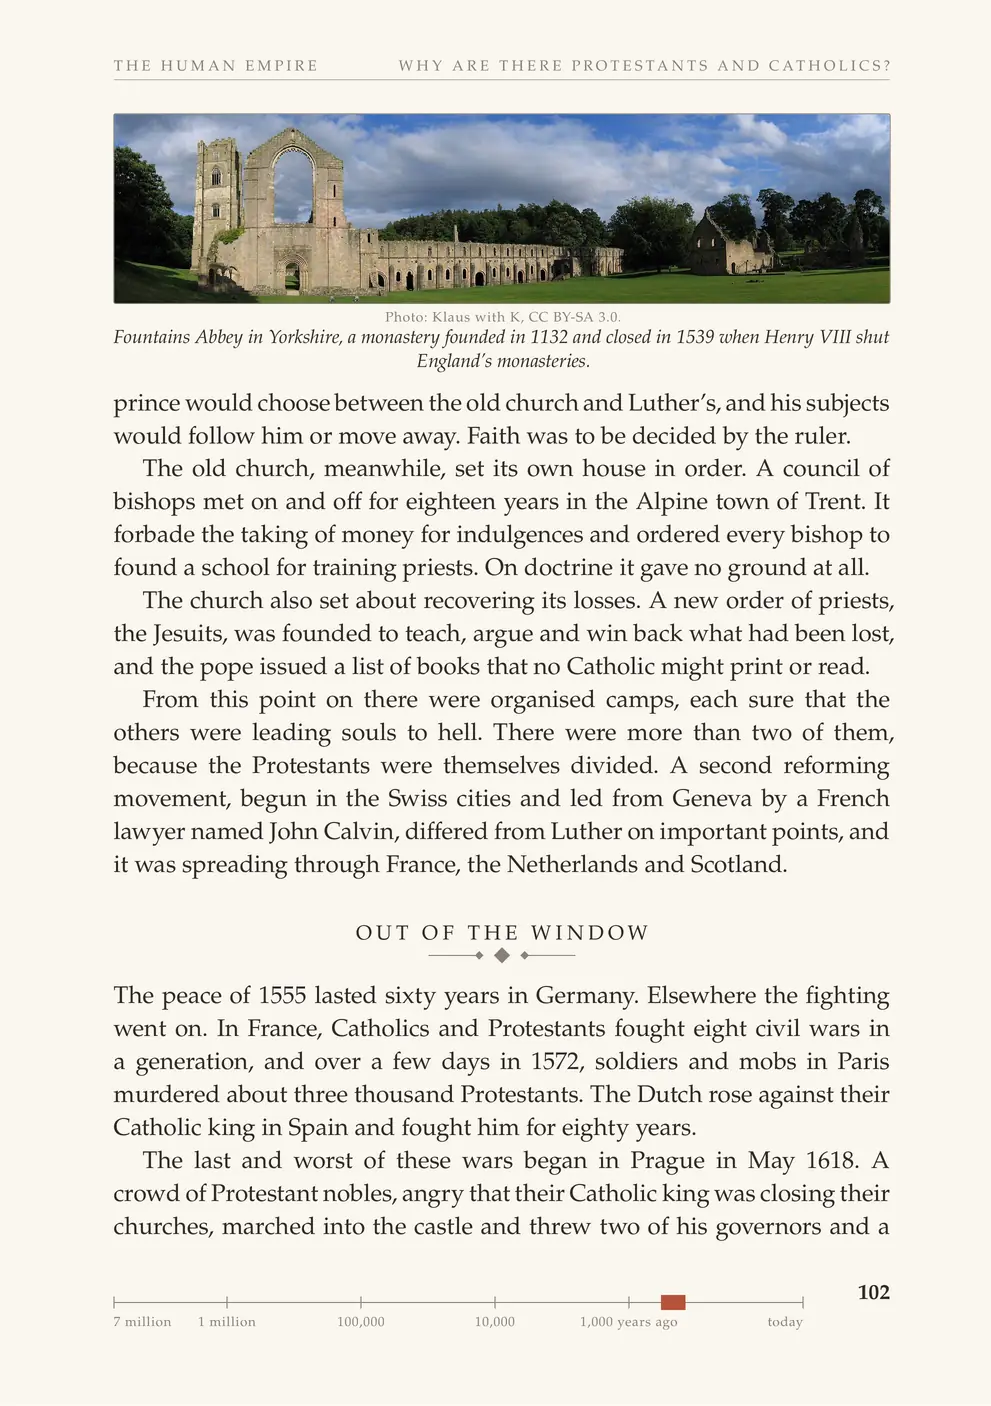 THE HUMAN EMPIRE
WHY ARE THERE PROTESTANTS AND CATHOLICS?
Photo: Klaus with K, CC BY-SA 3.0.
Fountains Abbey in Yorkshire, a monastery founded in 1132 and closed in 1539 when Henry VIII shut
England's monasteries.
prince would choose between the old church and Luther's, and his subjects
would follow him or move away. Faith was to be decided by the ruler.
The old church, meanwhile, set its own house in order. A council of
bishops met on and off for eighteen years in the Alpine town of Trent. It
forbade the taking of money for indulgences and ordered every bishop to
found a school for training priests. On doctrine it gave no ground at all.
The church also set about recovering its losses. A new order of priests,
the Jesuits, was founded to teach, argue and win back what had been lost,
and the pope issued a list of books that no Catholic might print or read.
From this point on there were organised camps, each sure that the
others were leading souls to hell. There were more than two of them,
because the Protestants were themselves divided. A second reforming
movement, begun in the Swiss cities and led from Geneva by a French
lawyer named John Calvin, differed from Luther on important points, and
it was spreading through France, the Netherlands and Scotland.
OUT OF THE WINDOW
The peace of 1555 lasted sixty years in Germany. Elsewhere the fighting
went on. In France, Catholics and Protestants fought eight civil wars in
a generation, and over a few days in 1572, soldiers and mobs in Paris
murdered about three thousand Protestants. The Dutch rose against their
Catholic king in Spain and fought him for eighty years.
The last and worst of these wars began in Prague in May 1618. A
crowd of Protestant nobles, angry that their Catholic king was closing their
churches, marched into the castle and threw two of his governors and a
102
7 million
1 million
100,000
10,000
1,000 years ago
today